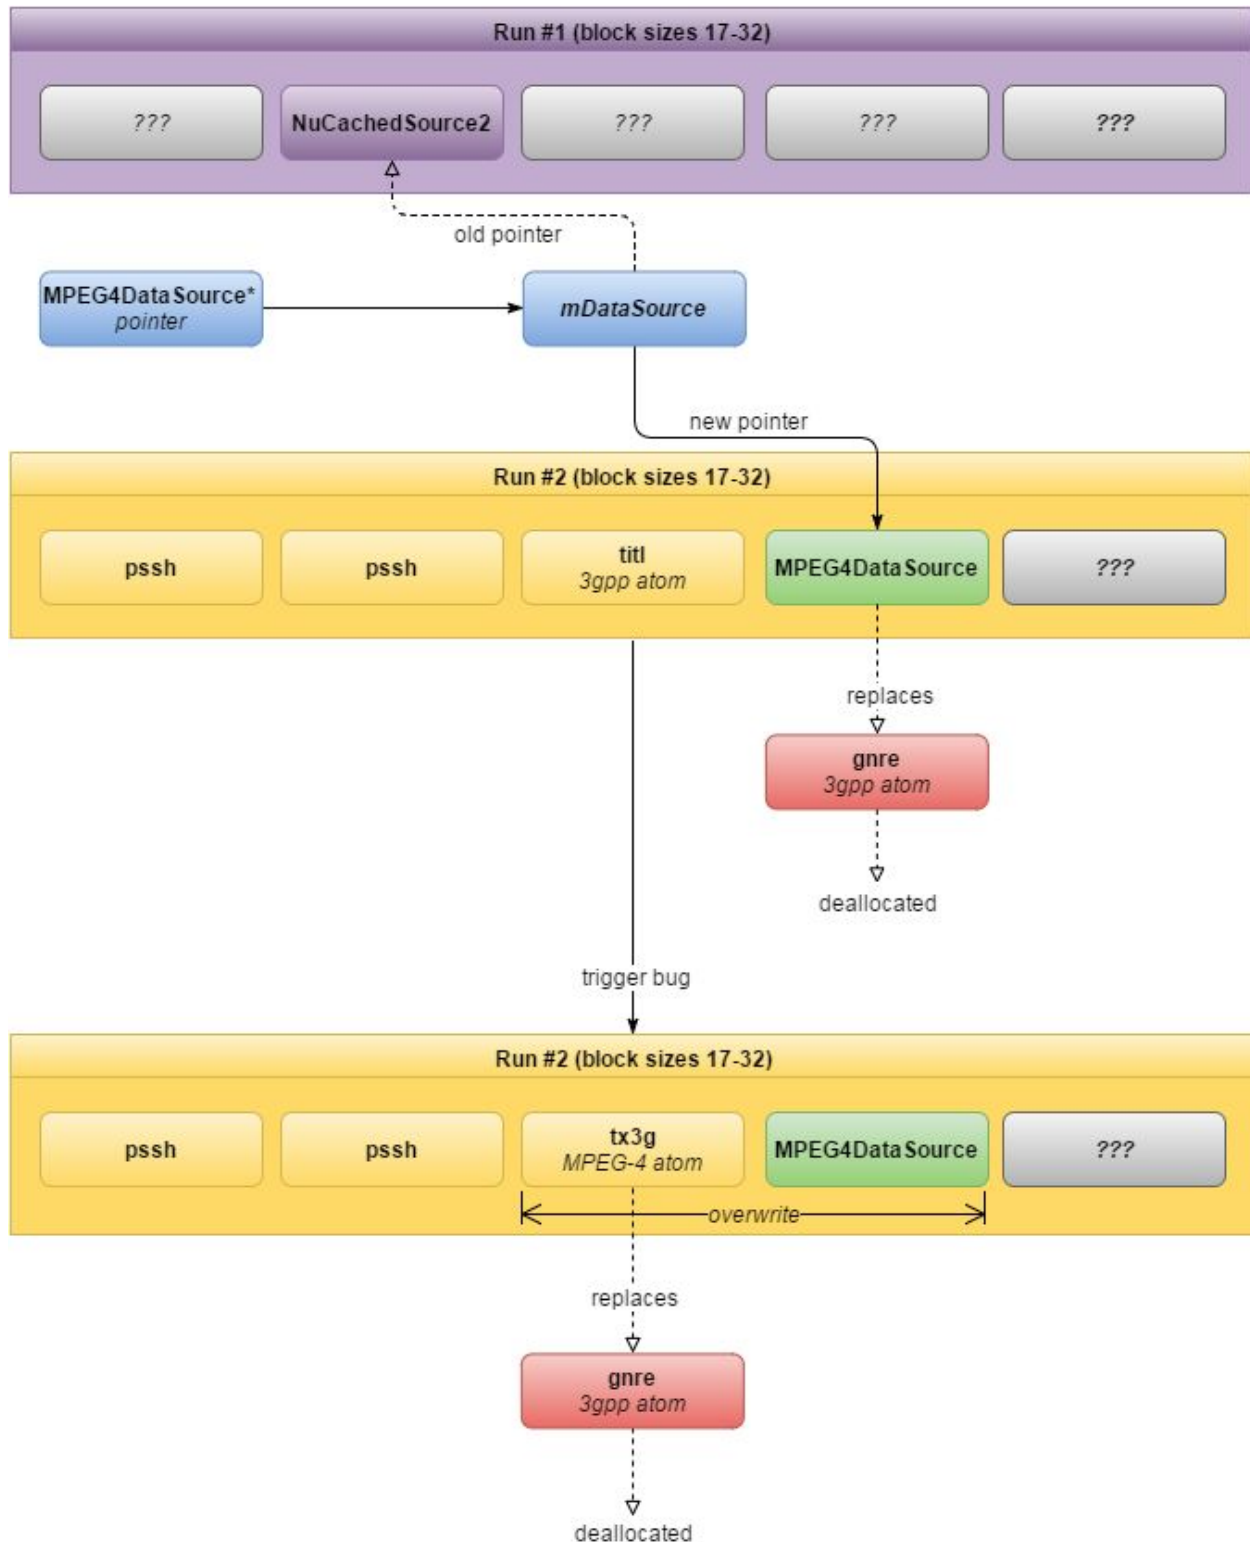 Run #1 (block sizes 17-32)
???
NuCachedSource2
???
???
???
old pointer
MPEG4DataSource*
pointer
mDataSource
new pointer
Run #2 (block sizes 17-32)
pssh
pssh
titl
3gpp atom
MPEG4DataSource
???
replaces
gnre
3gpp atom
deallocated
trigger bug
Run #2 (block sizes 17-32)
pssh
pssh
tx3g
MPEG-4 atom
MPEG4DataSource
???
overwrite
replaces
gnre
3gpp atom
deallocated